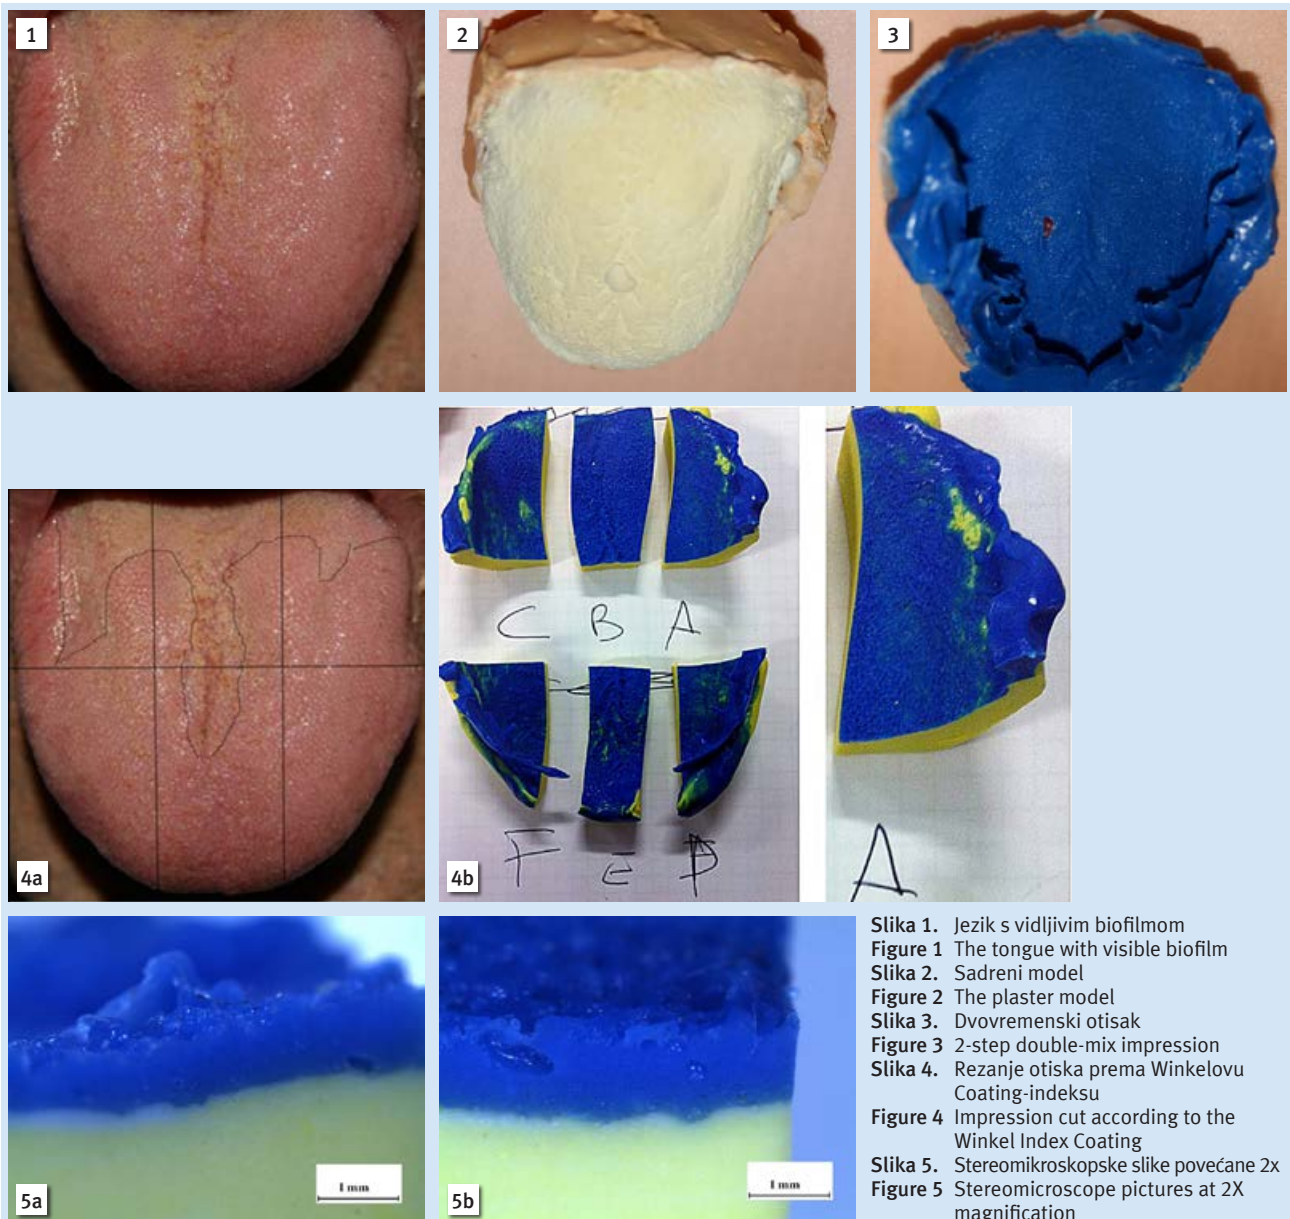 1
2
3
4a
4b
C B A
F E D
A
5a
1 mm
5b
1 mm
Slika 1. Jezik s vidljivim biofilmom
Figure 1 The tongue with visible biofilm
Slika 2. Sadreni model
Figure 2 The plaster model
Slika 3. Dvovremenski otisak
Figure 3 2-step double-mix impression
Slika 4. Rezanje otiska prema Winkelovu
Coating-indeksu
Figure 4 Impression cut according to the
Winkel Index Coating
Slika 5. Stereomikroskopske slike povećane 2x
Figure 5 Stereomicroscope pictures at 2X
magnification